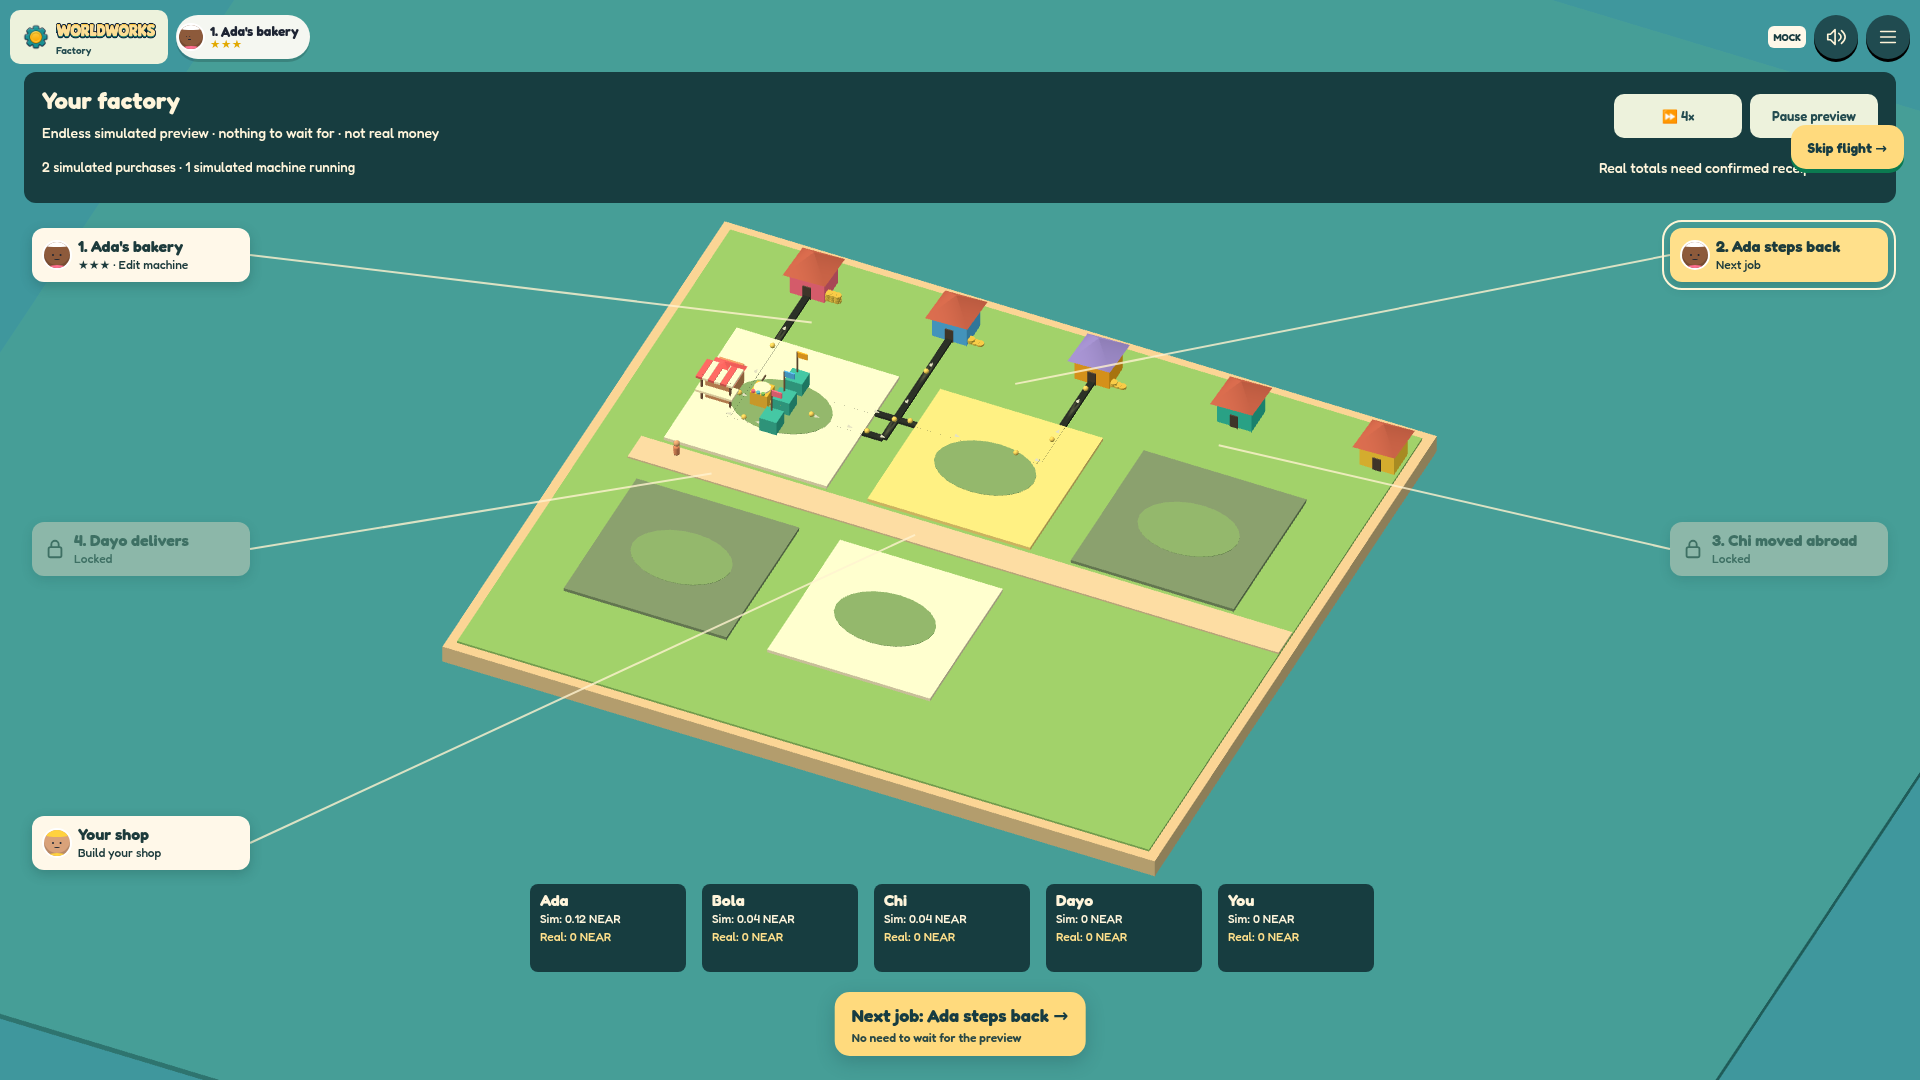 WORLDWORKS
Factory
1. Ada's bakery
★★★
MOCK
Your factory
Endless simulated preview · nothing to wait for · not real money
2 simulated purchases · 1 simulated machine running
⏩ 4x
Pause preview
Skip flight →
Real totals need confirmed
1. Ada's bakery
★★★ · Edit machine
2. Ada steps back
Next job
4. Dayo delivers
Locked
3. Chi moved abroad
Locked
Your shop
Build your shop
Ada
Sim: 0.12 NEAR
Real: 0 NEAR
Bola
Sim: 0.04 NEAR
Real: 0 NEAR
Chi
Sim: 0.04 NEAR
Real: 0 NEAR
Dayo
Sim: 0 NEAR
Real: 0 NEAR
You
Sim: 0 NEAR
Real: 0 NEAR
Next job: Ada steps back →
No need to wait for the preview